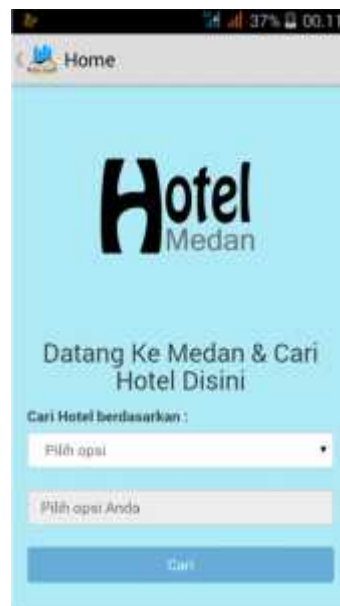 37% 00.11
Home
Hotel
Medan
Datang Ke Medan & Cari
Hotel Disini
Cari Hotel berdasarkan :
Pilih opsi
Pilih opsi Anda
Cari